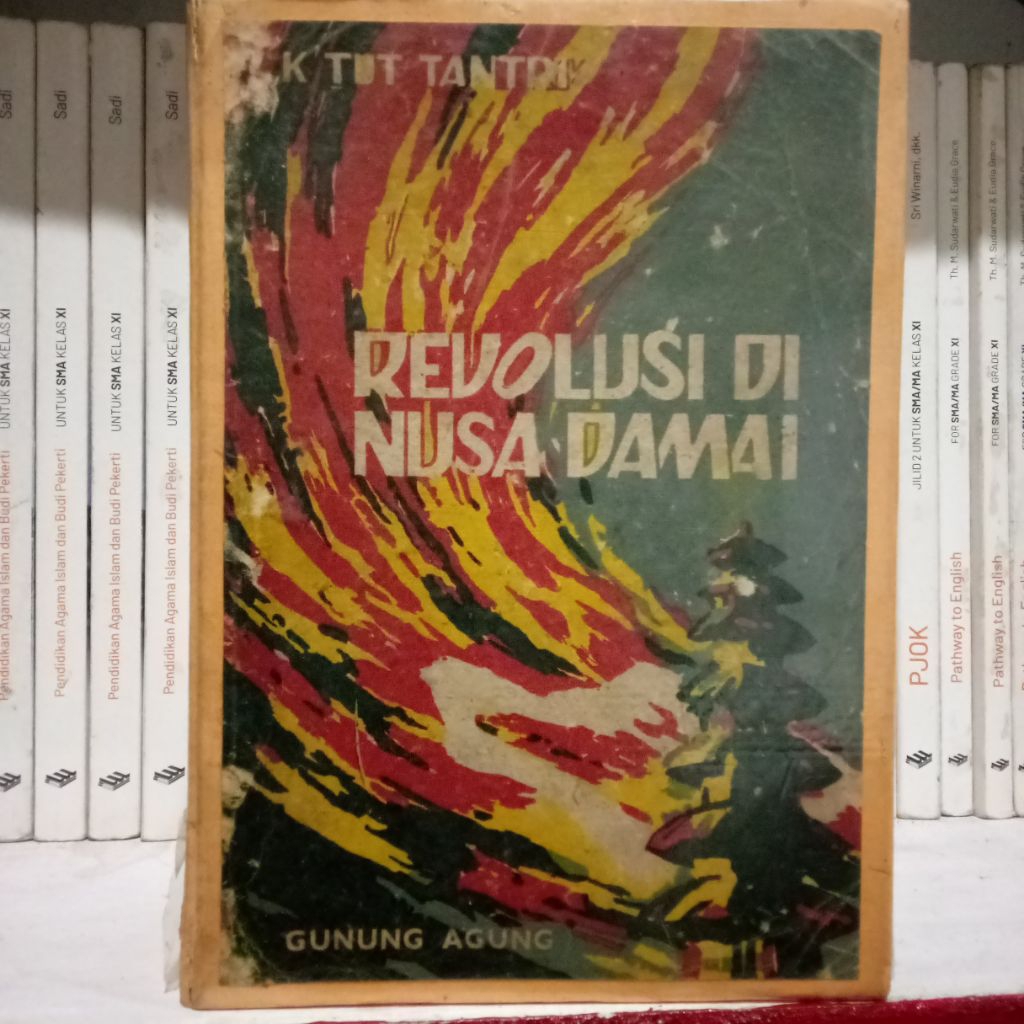 K'TUT TANTRI
REVOLUSI DI
NUSA DAMAI
GUNUNG AGUNG
Sadi
UNTUK SMA KELAS XI
Pendidikan Agama Islam dan Budi Pekerti
Sadi
UNTUK SMA KELAS XI
Pendidikan Agama Islam dan Budi Pekerti
Sadi
UNTUK SMA KELAS XI
Pendidikan Agama Islam dan Budi Pekerti
Sadi
UNTUK SMA KELAS XI
Pendidikan Agama Islam dan Budi Pekerti
Sri Winarni, dkk.
JILID 2 UNTUK SMA/MA KELAS XI
PJOK
Th. M. Sudarwati & Eudia Grace
FOR SMA/MA GRADE XI
Pathway to English
Th. M. Sudarwati & Eudia Grace
FOR SMA/MA GRADE XI
Pathway to English